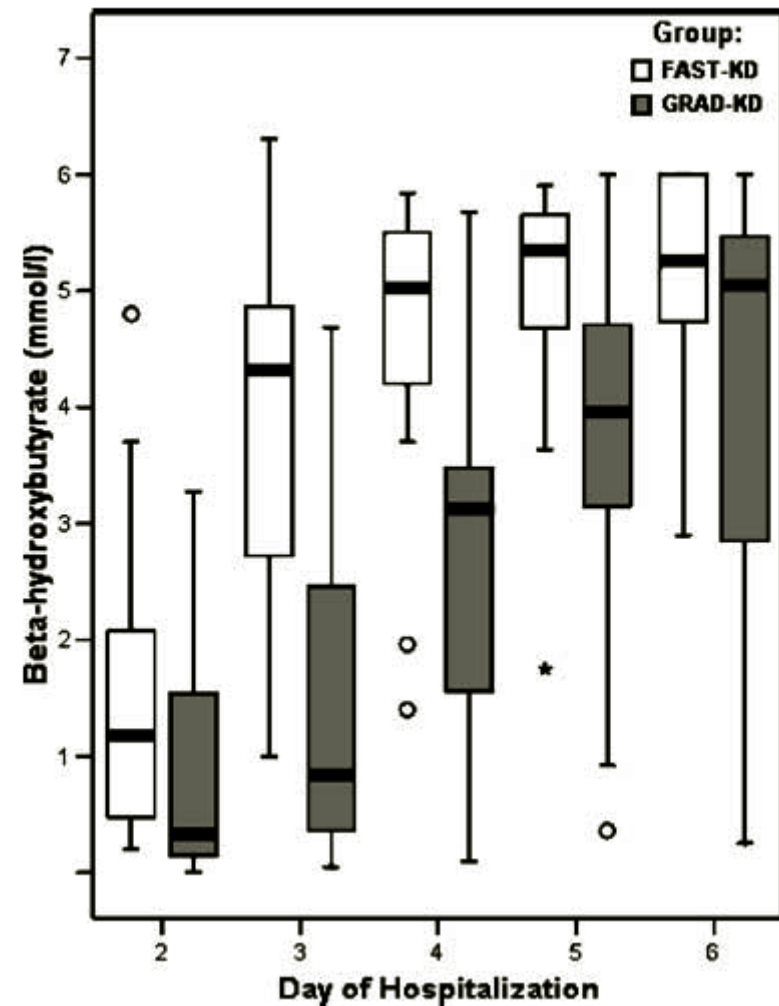 Group:
FAST-KD
GRAD-KD
Beta-hydroxybutyrate (mmol/l)
7
6
5
4
3
2
1
2 3 4 5 6
Day of Hospitalization